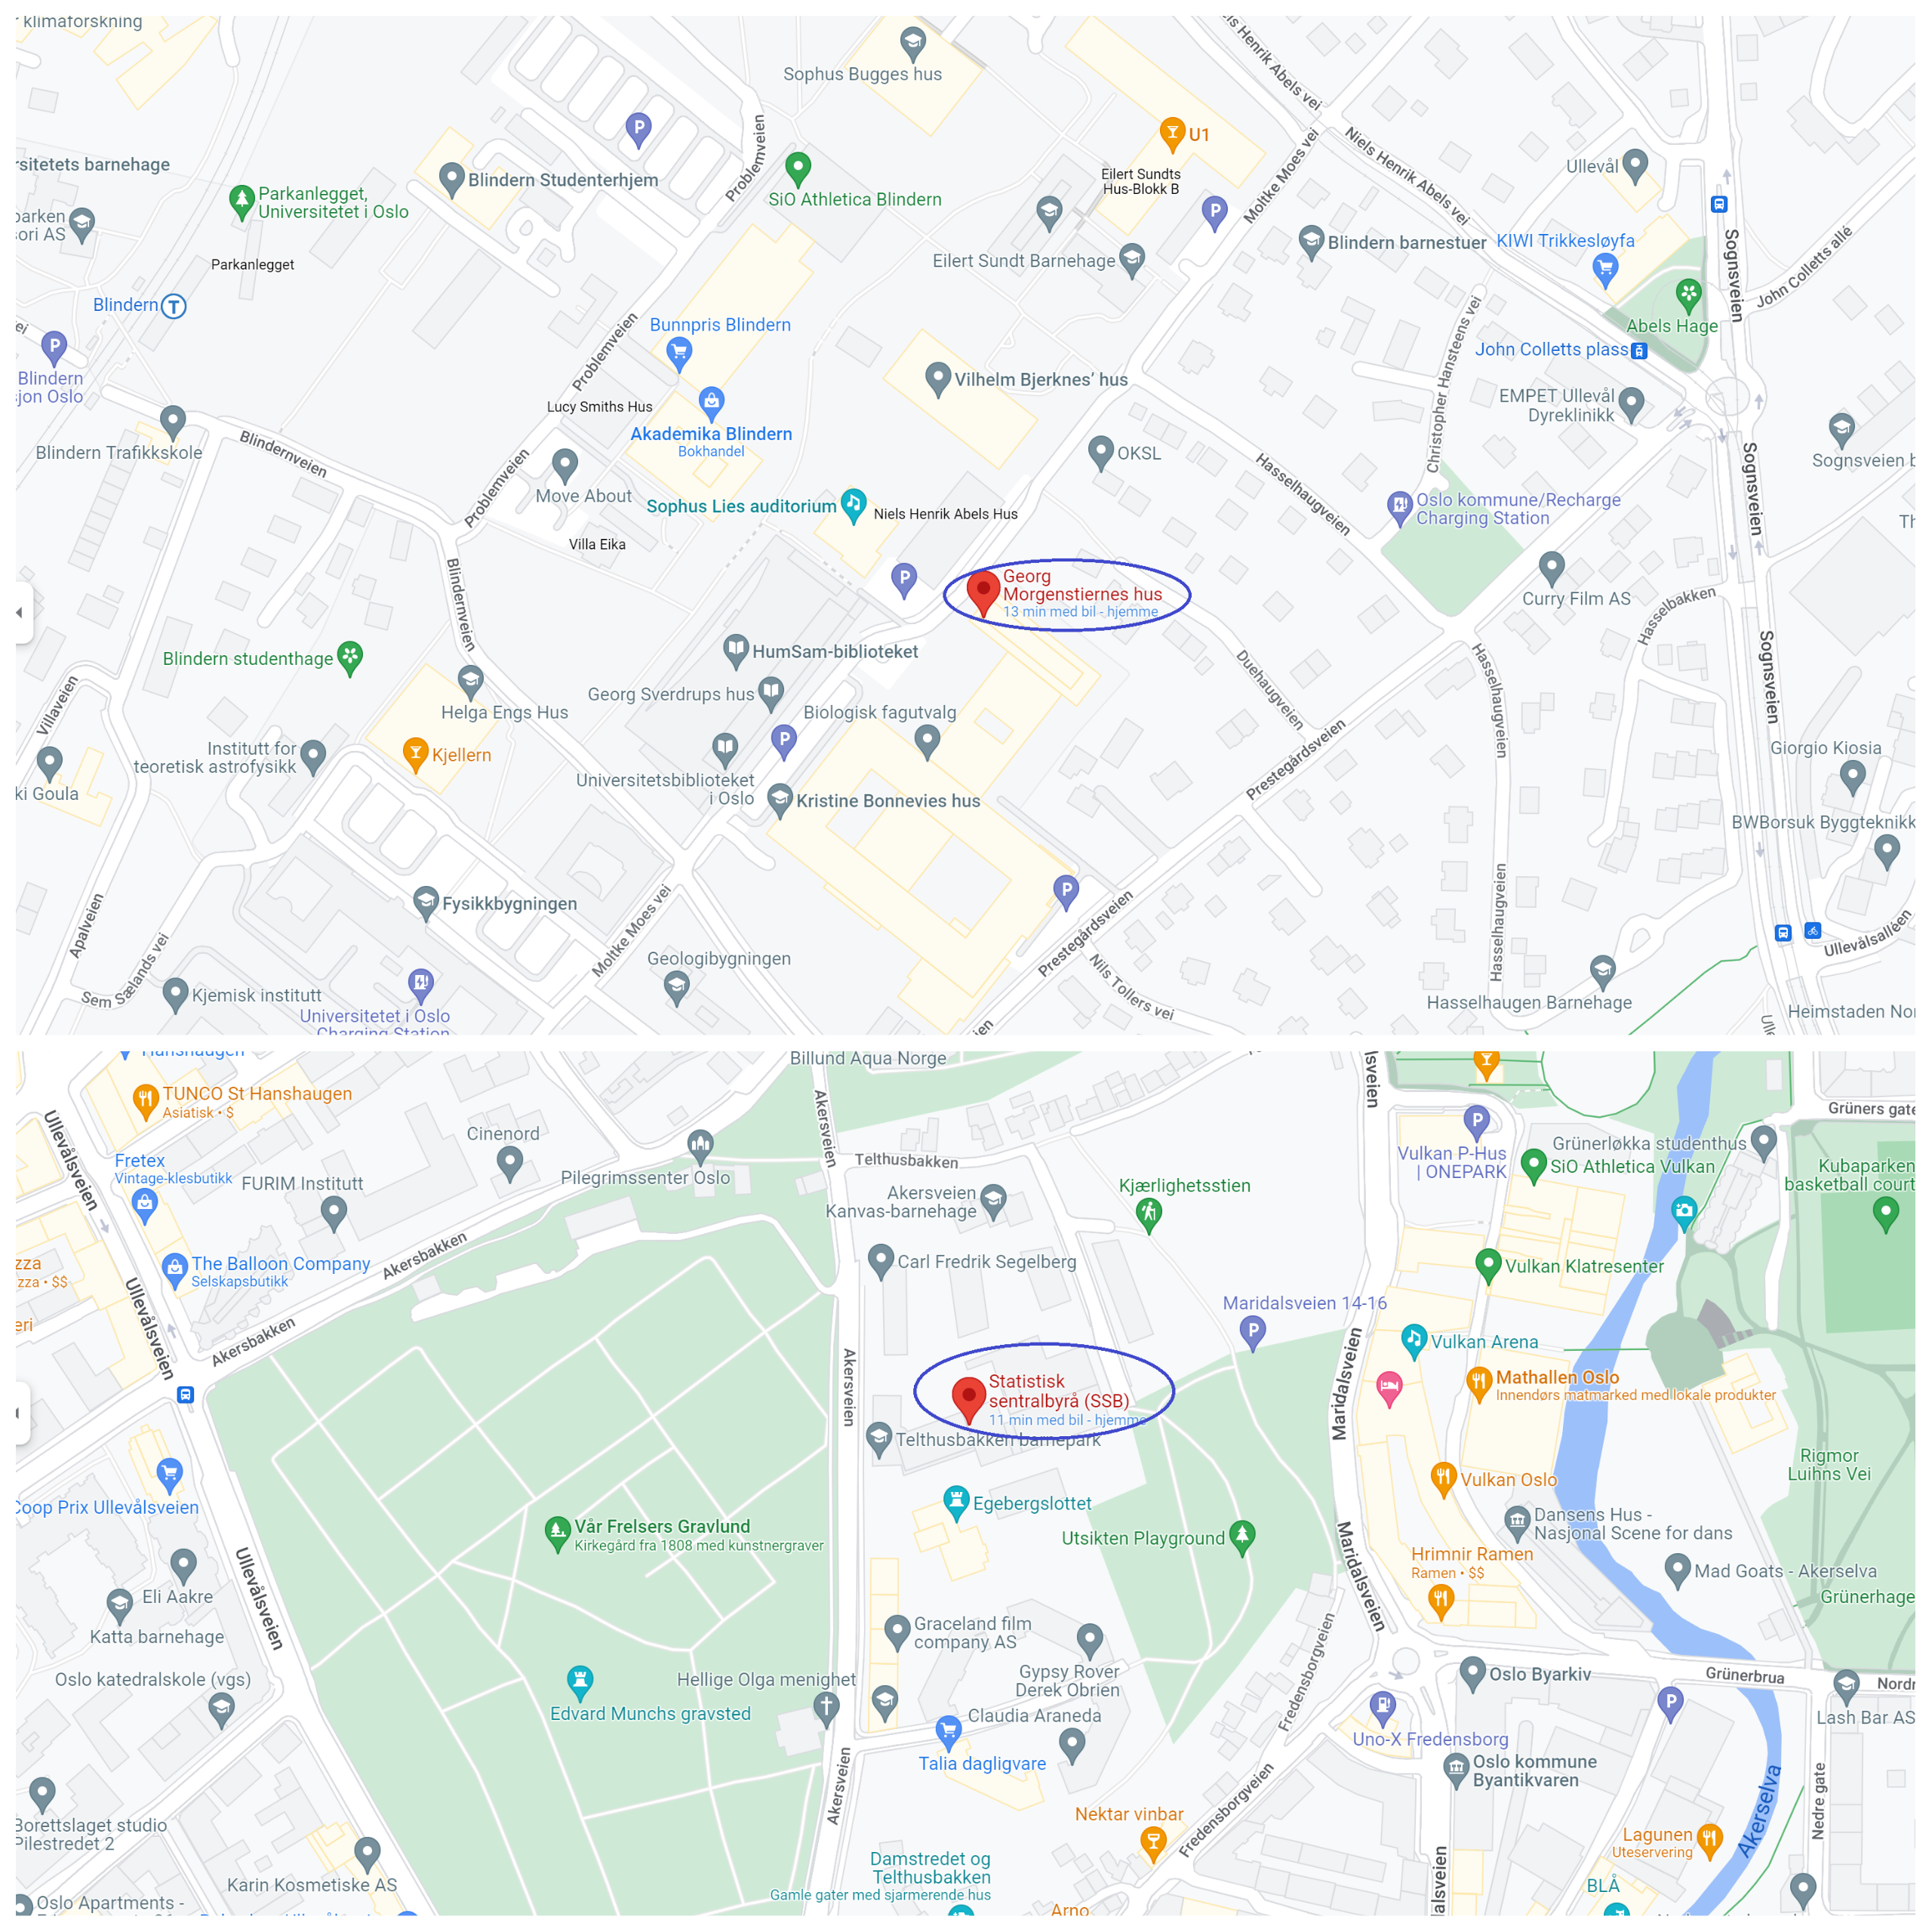 klimaforskning
Sophus Bugges hus
Niels Henrik Abels vei
Niels Henrik Abels vei
U1
Problemveien
Moltke Moes vei
rsitetets barnehage
Blindern Studenterhjem
Eilert Sundts
Hus-Blokk B
Ullevål
Parkanlegget,
Universitetet i Oslo
SiO Athletica Blindern
parken
sori AS
Parkanlegget
Eilert Sundt Barnehage
Blindern barnestuer
KIWI Trikkesløyfa
Sognsveien
John Colletts allé
Blindern
T
Bunnpris Blindern
Abels Hage
John Colletts plass
Christopher Hansteens vei
Problemveien
Blindern
sjon Oslo
Vilhelm Bjerknes' hus
EMPET Ullevål
Dyreklinikk
Lucy Smiths Hus
Akademika Blindern
Bokhandel
Blindern Trafikkskole
Blindernveien
OKSL
Sognsveien b
Sognsveien
Hasselhaugveien
Problemveien
Move About
Sophus Lies auditorium
Niels Henrik Abels Hus
Oslo kommune/Recharge
Charging Station
Th
Villa Eika
Blindernveien
Georg
Morgenstiernes hus
13 min med bil - hjemme
Curry Film AS
Hasselbakken
Blindern studenthage
HumSam-biblioteket
Duehaugveien
Hasselhaugveien
Sognsveien
Georg Sverdrups hus
Villaveien
Helga Engs Hus
Biologisk fagutvalg
Institutt for
teoretisk astrofysikk
Kjellern
Prestegårdsveien
Giorgio Kiosia
ki Goula
Universitetsbiblioteket
i Oslo
Kristine Bonnevies hus
BWBorsuk Byggteknikk
Fysikkbygningen
Moltke Moes vei
Apalveien
Hasselhaugveien
Prestegårdsveien
Ullevålsalléen
Geologibygningen
Sem Sælands vei
Kjemisk institutt
Nils Tollers vei
Hasselhaugen Barnehage
Heimstaden Nor
Universitetet i Oslo
Charging Station
Hanshaugen
Billund Aqua Norge
TUNCO St Hanshaugen
Asiatisk • $
Ullevålsveien
Akersveien
Grüners gate
Cinenord
Vulkan P-Hus
| ONEPARK
Grünerløkka studenthus
SiO Athletica Vulkan
Fretex
Vintage-klesbutikk
FURIM Institutt
Pilegrimssenter Oslo
Telthusbakken
Kubaparken
basketball court
Akersveien
Kanvas-barnehage
Kjærlighetsstien
The Balloon Company
Selskapsbutikk
Akersbakken
Carl Fredrik Segelberg
Vulkan Klatresenter
zza
zza • $$
Ullevålsveien
Maridalsveien 14-16
eri
Akersbakken
Akersveien
Maridalsveien
Vulkan Arena
Statistisk
sentralbyrå (SSB)
11 min med bil - hjemme
Mathallen Oslo
Innendørs matmarked med lokale produkter
Telthusbakken barnepark
Rigmor
Luihns Vei
Coop Prix Ullevålsveien
Egebergslottet
Vulkan Oslo
Vår Frelsers Gravlund
Kirkegård fra 1808 med kunstnergraver
Utsikten Playground
Dansens Hus -
Nasjonal Scene for dans
Ullevålsveien
Maridalsveien
Hrimnir Ramen
Ramen • $$
Mad Goats - Akerselva
Eli Aakre
Grünerhage
Katta barnehage
Graceland film
company AS
Fredensborgveien
Oslo katedralskole (vgs)
Hellige Olga menighet
Gypsy Rover
Derek Obrien
Oslo Byarkiv
Grünerbrua
Nordr
Edvard Munchs gravsted
Claudia Araneda
Lash Bar AS
Talia dagligvare
Uno-X Fredensborg
Oslo kommune
Byantikvaren
Akersveien
Fredensborgveien
Akerselva
Nedre gate
Borettslaget studio
Pilestredet 2
Nektar vinbar
Lagunen
Uteservering
Damstredet og
Telthusbakken
Gamle gater med sjarmerende hus
Karin Kosmetiske AS
Oslo Apartments -
dalsveien
BLÅ
Arno